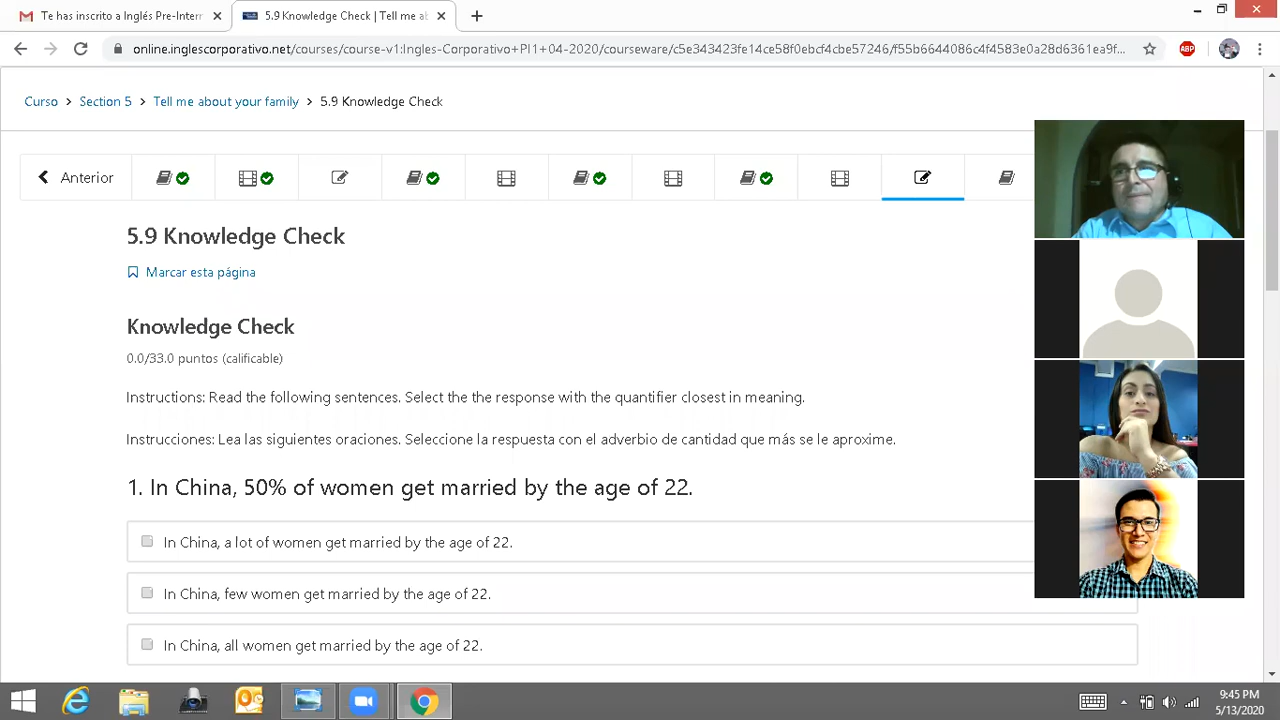 Te has inscrito a Inglés Pre-Inter
5.9 Knowledge Check | Tell me ab
online.inglescorporativo.net/courses/course-v1:Ingles-Corporativo+PI1+04-2020/courseware/c5e343423fe14ce58f0ebcf4cbe57246/f55b6644086c4f4583e0a28d6361ea9f...
ABP
Curso > Section 5 > Tell me about your family > 5.9 Knowledge Check
Anterior
5.9 Knowledge Check
Marcar esta página
Knowledge Check
0.0/33.0 puntos (calificable)
Instructions: Read the following sentences. Select the the response with the quantifier closest in meaning.
Instrucciones: Lea las siguientes oraciones. Seleccione la respuesta con el adverbio de cantidad que más se le aproxime.
1. In China, 50% of women get married by the age of 22.
In China, a lot of women get married by the age of 22.
In China, few women get married by the age of 22.
In China, all women get married by the age of 22.
9:45 PM
5/13/2020